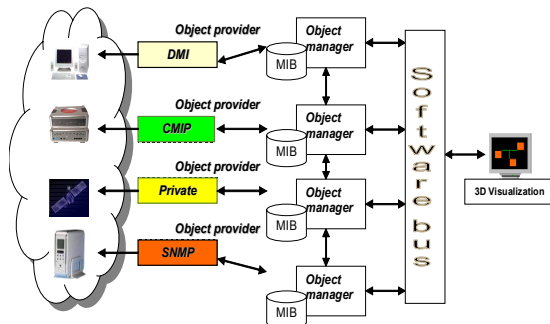 Object provider
DMI
MIB
Object
manager
Object provider
CMIP
MIB
Object
manager
Object provider
Private
MIB
Object
manager
Object provider
SNMP
MIB
Object
manager
Software bus
3D Visualization